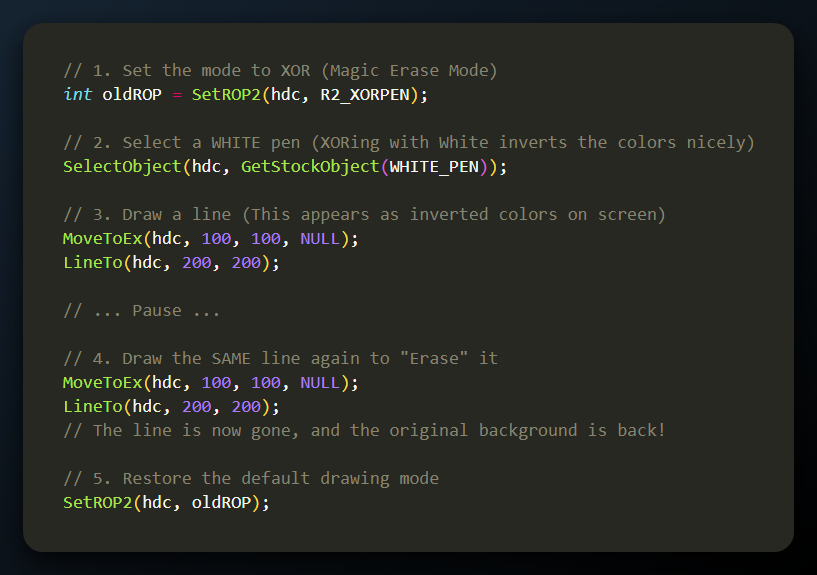 // 1. Set the mode to XOR (Magic Erase Mode)
int oldROP = SetROP2(hdc, R2_XORPEN);
// 2. Select a WHITE pen (XORing with White inverts the colors nicely)
SelectObject(hdc, GetStockObject(WHITE_PEN));
// 3. Draw a line (This appears as inverted colors on screen)
MoveToEx(hdc, 100, 100, NULL);
LineTo(hdc, 200, 200);
// ... Pause ...
// 4. Draw the SAME line again to "Erase" it
MoveToEx(hdc, 100, 100, NULL);
LineTo(hdc, 200, 200);
// The line is now gone, and the original background is back!
// 5. Restore the default drawing mode
SetROP2(hdc, oldROP);